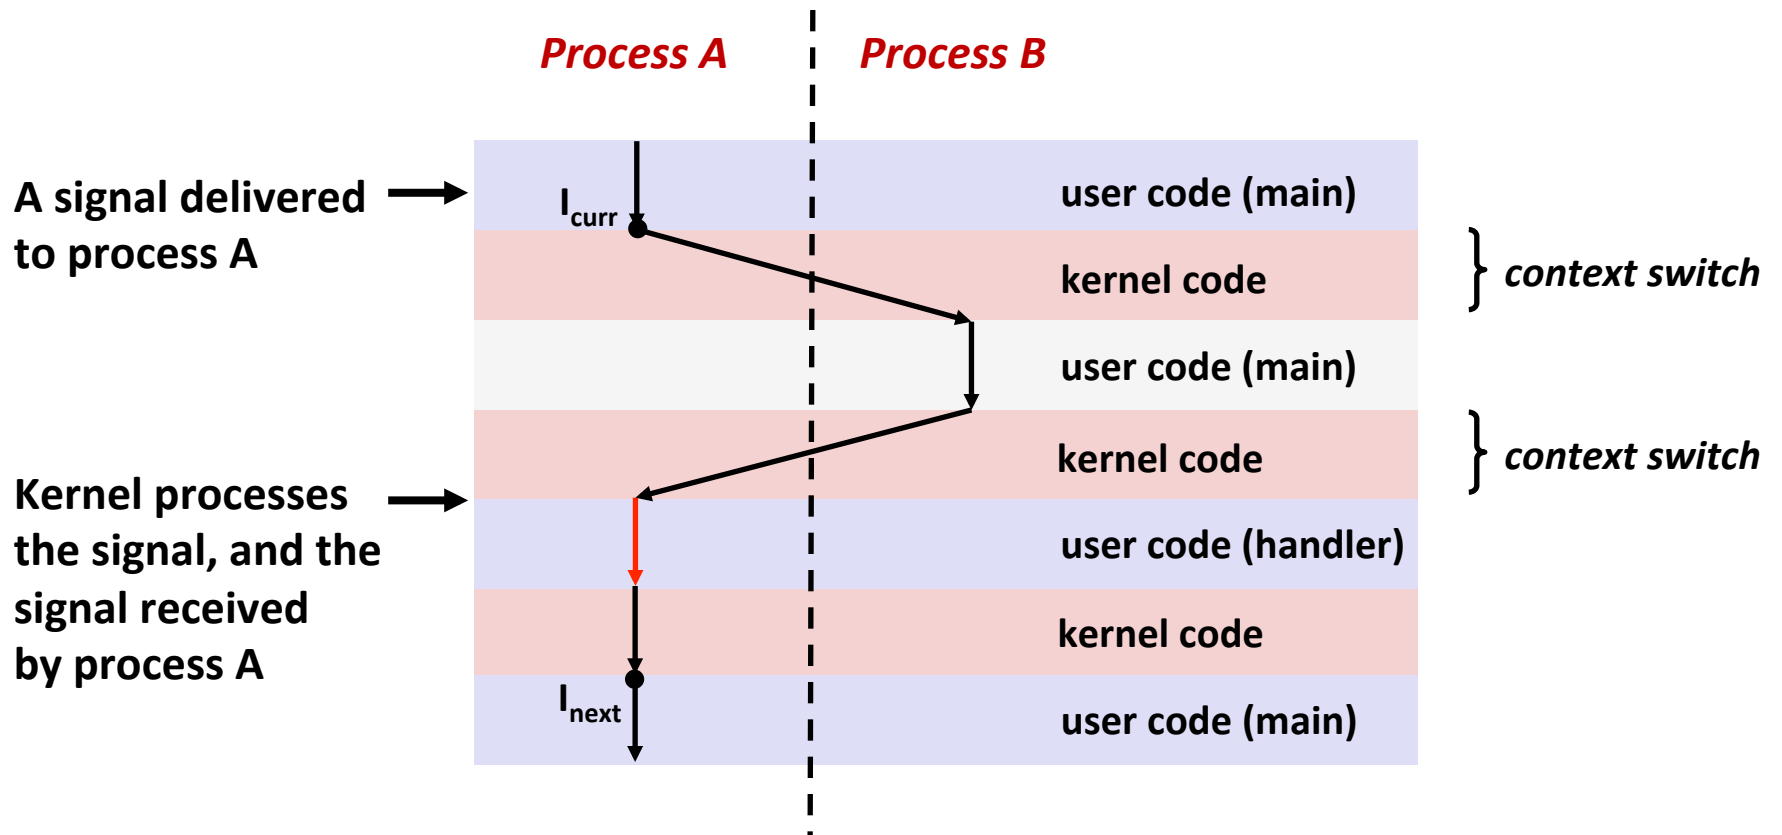 Process A
Process B
A signal delivered
to process A
I_curr
user code (main)
kernel code
context switch
user code (main)
kernel code
context switch
Kernel processes
the signal, and the
signal received
by process A
user code (handler)
kernel code
I_next
user code (main)